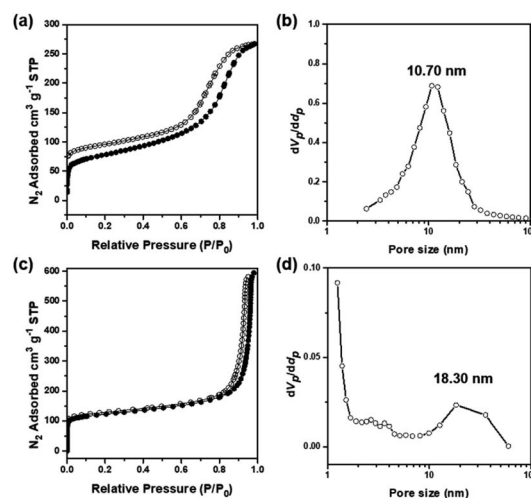 (a)
N₂ Adsorbed cm³ g⁻¹ STP
300
250
200
150
100
50
0
0.0 0.2 0.4 0.6 0.8 1.0
Relative Pressure (P/P₀)
(b)
10.70 nm
dVₚ/ddₚ
1.0
0.8
0.6
0.4
0.2
0.0
1 10 100
Pore size (nm)
(c)
N₂ Adsorbed cm³ g⁻¹ STP
600
500
400
300
200
100
0
0.0 0.2 0.4 0.6 0.8 1.0
Relative Pressure (P/P₀)
(d)
18.30 nm
dVₚ/ddₚ
0.10
0.05
0.00
1 10 100
Pore size (nm)